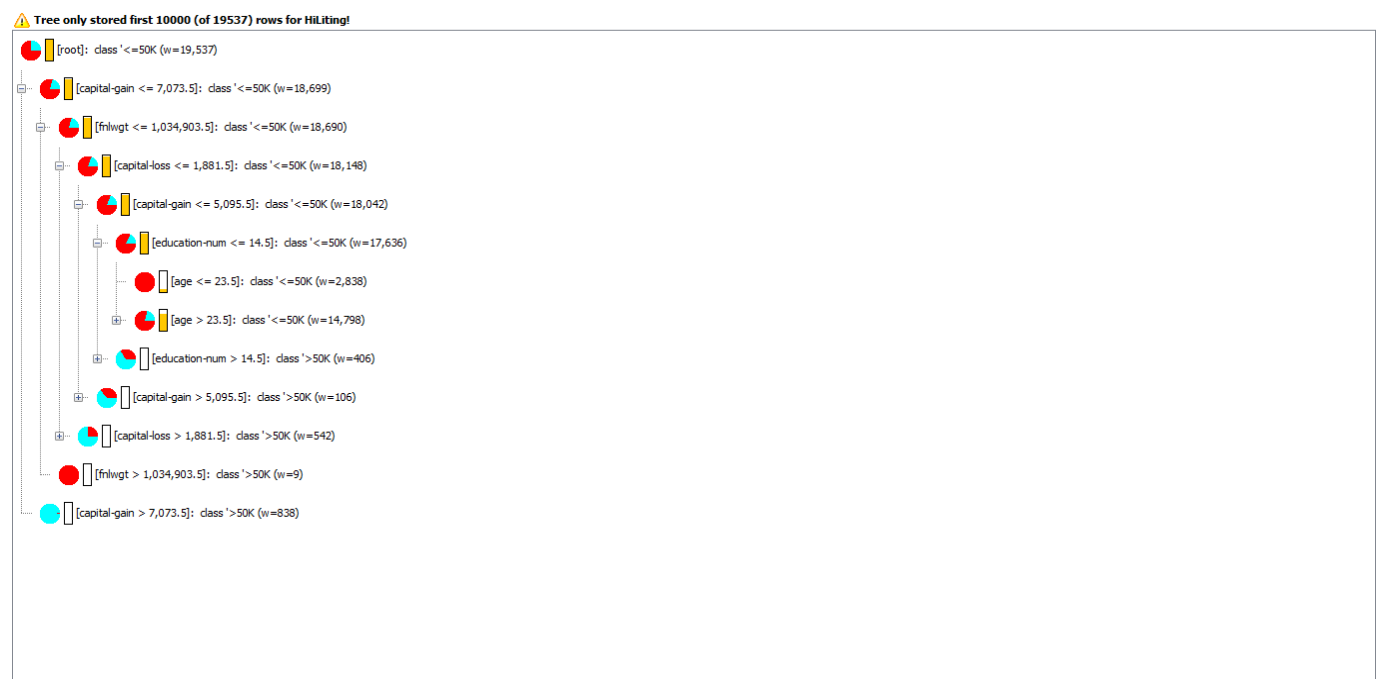 Tree only stored first 10000 (of 19537) rows for HiLiting!
[root]: class '<=50K (w=19,537)
[capital-gain <= 7,073.5]: class '<=50K (w=18,699)
[fnlwgt <= 1,034,903.5]: class '<=50K (w=18,690)
[capital-loss <= 1,881.5]: class '<=50K (w=18,148)
[capital-gain <= 5,095.5]: class '<=50K (w=18,042)
[education-num <= 14.5]: class '<=50K (w=17,636)
[age <= 23.5]: class '<=50K (w=2,838)
[age > 23.5]: class '<=50K (w=14,798)
[education-num > 14.5]: class '>50K (w=406)
[capital-gain > 5,095.5]: class '>50K (w=106)
[capital-loss > 1,881.5]: class '>50K (w=542)
[fnlwgt > 1,034,903.5]: class '>50K (w=9)
[capital-gain > 7,073.5]: class '>50K (w=838)